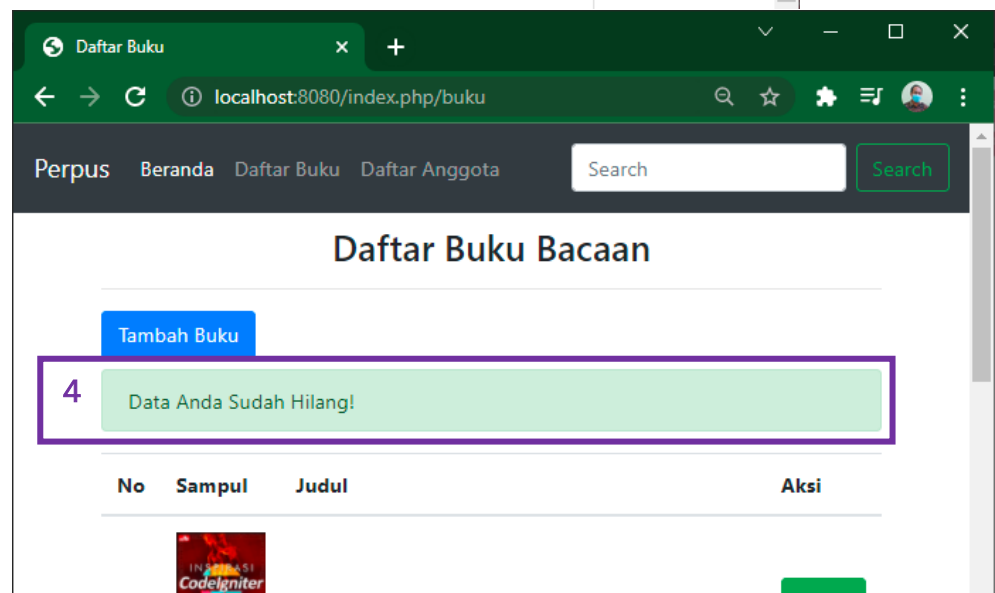 Daftar Buku
localhost:8080/index.php/buku
Perpus Beranda Daftar Buku Daftar Anggota Search Search
Daftar Buku Bacaan
Tambah Buku
4
Data Anda Sudah Hilang!
No Sampul Judul Aksi
INSPIRASI
CodeIgniter